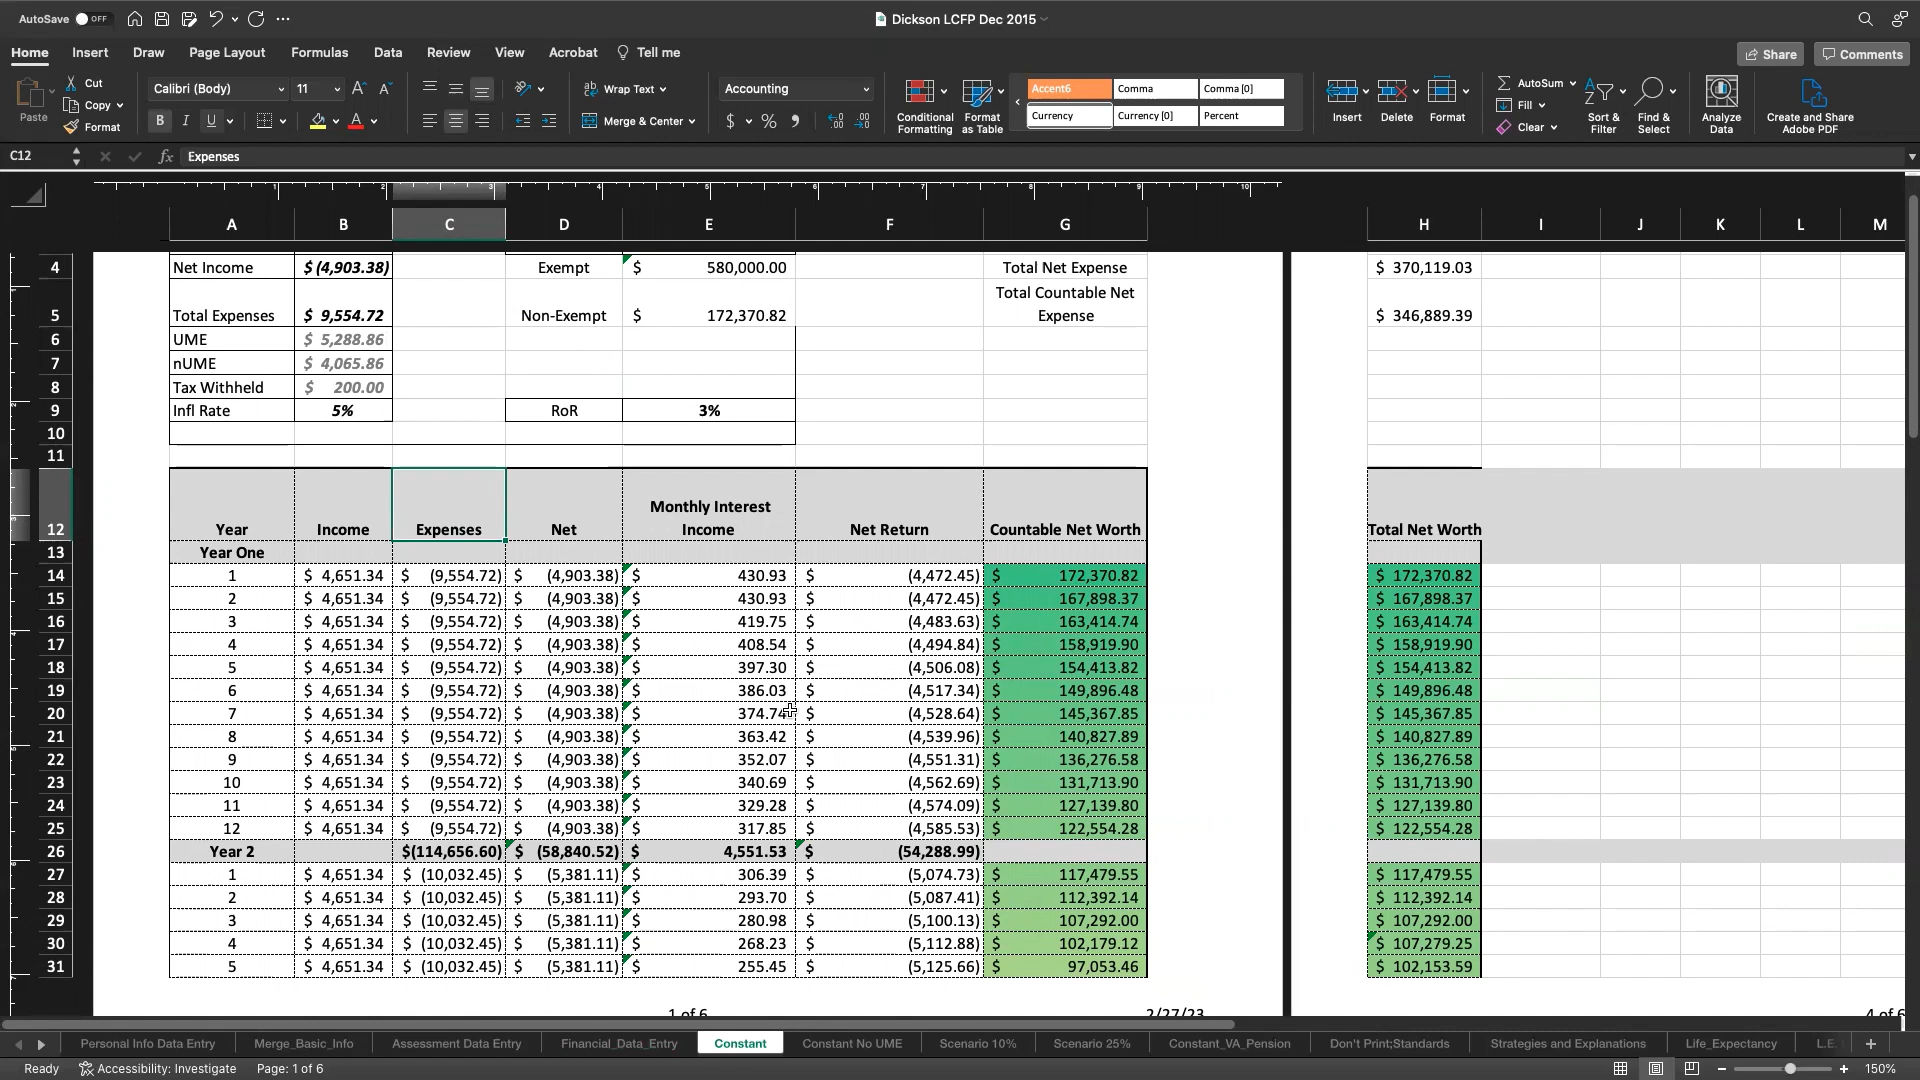 AutoSave OFF ... Dickson LCFP Dec 2015
Home Insert Draw Page Layout Formulas Data Review View Acrobat Tell me Share Comments
Paste Cut Copy Format
Calibri (Body) 11 A A
B I U A
Wrap Text
Merge & Center
Accounting
$ % ,
Conditional Formatting
Format as Table
Accent6 Comma Comma [0]
Currency Currency [0] Percent
Insert Delete Format
AutoSum
Fill
Clear
Sort & Filter
Find & Select
Analyze Data
Create and Share Adobe PDF
C12 fx Expenses
1 2 3 4 5 6 7 8 9 10
A B C D E F G H I J K L M
4 Net Income $ (4,903.38) Exempt $ 580,000.00 Total Net Expense $ 370,119.03
5 Total Expenses $ 9,554.72 Non-Exempt $ 172,370.82 Total Countable Net Expense $ 346,889.39
6 UME $ 5,288.86
7 nUME $ 4,065.86
8 Tax Withheld $ 200.00
9 Infl Rate 5% RoR 3%
10
11
12 Year Income Expenses Net Monthly Interest Income Net Return Countable Net Worth Total Net Worth
13 Year One
14 1 $ 4,651.34 $ (9,554.72) $ (4,903.38) $ 430.93 $ (4,472.45) $ 172,370.82 $ 172,370.82
15 2 $ 4,651.34 $ (9,554.72) $ (4,903.38) $ 430.93 $ (4,472.45) $ 167,898.37 $ 167,898.37
16 3 $ 4,651.34 $ (9,554.72) $ (4,903.38) $ 419.75 $ (4,483.63) $ 163,414.74 $ 163,414.74
17 4 $ 4,651.34 $ (9,554.72) $ (4,903.38) $ 408.54 $ (4,494.84) $ 158,919.90 $ 158,919.90
18 5 $ 4,651.34 $ (9,554.72) $ (4,903.38) $ 397.30 $ (4,506.08) $ 154,413.82 $ 154,413.82
19 6 $ 4,651.34 $ (9,554.72) $ (4,903.38) $ 386.03 $ (4,517.34) $ 149,896.48 $ 149,896.48
20 7 $ 4,651.34 $ (9,554.72) $ (4,903.38) $ 374.74 $ (4,528.64) $ 145,367.85 $ 145,367.85
21 8 $ 4,651.34 $ (9,554.72) $ (4,903.38) $ 363.42 $ (4,539.96) $ 140,827.89 $ 140,827.89
22 9 $ 4,651.34 $ (9,554.72) $ (4,903.38) $ 352.07 $ (4,551.31) $ 136,276.58 $ 136,276.58
23 10 $ 4,651.34 $ (9,554.72) $ (4,903.38) $ 340.69 $ (4,562.69) $ 131,713.90 $ 131,713.90
24 11 $ 4,651.34 $ (9,554.72) $ (4,903.38) $ 329.28 $ (4,574.09) $ 127,139.80 $ 127,139.80
25 12 $ 4,651.34 $ (9,554.72) $ (4,903.38) $ 317.85 $ (4,585.53) $ 122,554.28 $ 122,554.28
26 Year 2 $(114,656.60) $ (58,840.52) $ 4,551.53 $ (54,288.99)
27 1 $ 4,651.34 $ (10,032.45) $ (5,381.11) $ 306.39 $ (5,074.73) $ 117,479.55 $ 117,479.55
28 2 $ 4,651.34 $ (10,032.45) $ (5,381.11) $ 293.70 $ (5,087.41) $ 112,392.14 $ 112,392.14
29 3 $ 4,651.34 $ (10,032.45) $ (5,381.11) $ 280.98 $ (5,100.13) $ 107,292.00 $ 107,292.00
30 4 $ 4,651.34 $ (10,032.45) $ (5,381.11) $ 268.23 $ (5,112.88) $ 102,179.12 $ 107,279.25
31 5 $ 4,651.34 $ (10,032.45) $ (5,381.11) $ 255.45 $ (5,125.66) $ 97,053.46 $ 102,153.59
1 of 6 2/27/23 4 of 6
Personal Info Data Entry Merge_Basic_Info Assessment Data Entry Financial_Data_Entry Constant Constant No UME Scenario 10% Scenario 25% Constant_VA_Pension Don't Print;Standards Strategies and Explanations Life_Expectancy L.E. +
Ready Accessibility: Investigate Page: 1 of 6 150%